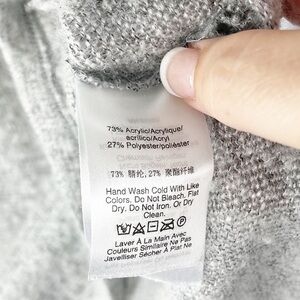 73% Acrylic/Acrylique/
acrílico/Acryl
27% Polyester/poliéster
73% 腈纶, 27% 聚酯纤维
Hand Wash Cold With Like
Colors. Do Not Bleach, Flat
Dry. Do Not Iron. Or Dry
Clean.
Laver À La Main Avec
Couleurs Similaire Ne Pas
Javelliser Sécher À Plat Ne